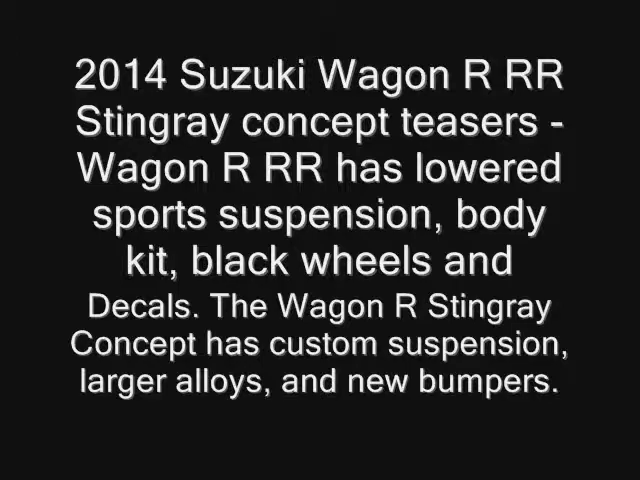 2014 Suzuki Wagon R RR
Stingray concept teasers -
Wagon R RR has lowered
sports suspension, body
kit, black wheels and
Decals. The Wagon R Stingray
Concept has custom suspension,
larger alloys, and new bumpers.